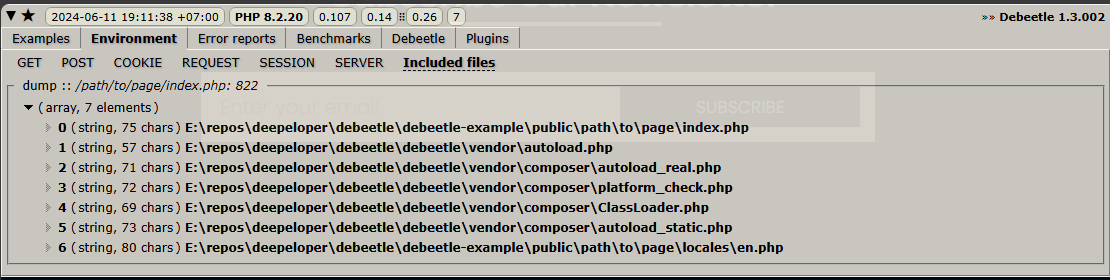 ▼ ★ 2024-06-11 19:11:38 +07:00 PHP 8.2.20 0.107 0.14 :: 0.26 7 »» Debeetle 1.3.002
Examples Environment Error reports Benchmarks Debeetle Plugins
GET POST COOKIE REQUEST SESSION SERVER Included files
dump :: /path/to/page/index.php: 822
Enter your email SUBSCRIBE
▼ (array, 7 elements)
0 (string, 75 chars) E:\repos\deepeloper\debeetle\debeetle-example\public\path\to\page\index.php
1 (string, 57 chars) E:\repos\deepeloper\debeetle\debeetle\vendor\autoload.php
2 (string, 71 chars) E:\repos\deepeloper\debeetle\debeetle\vendor\composer\autoload_real.php
3 (string, 72 chars) E:\repos\deepeloper\debeetle\debeetle\vendor\composer\platform_check.php
4 (string, 69 chars) E:\repos\deepeloper\debeetle\debeetle\vendor\composer\ClassLoader.php
5 (string, 73 chars) E:\repos\deepeloper\debeetle\debeetle\vendor\composer\autoload_static.php
6 (string, 80 chars) E:\repos\deepeloper\debeetle\debeetle-example\public\path\to\page\locales\en.php